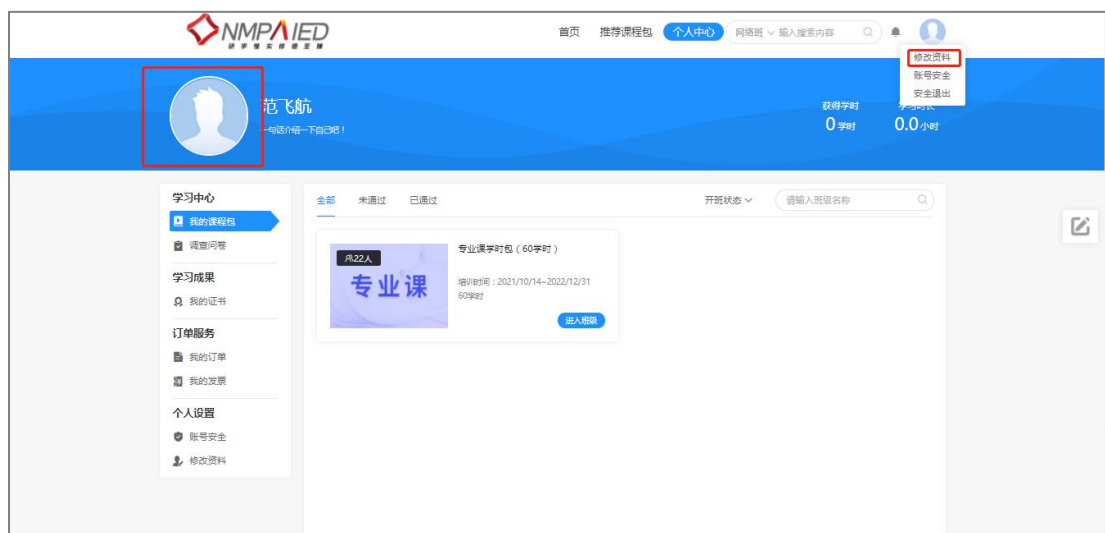 NMPAIED
研学惟实修德至臻
首页 推荐课程包 个人中心 网络班 输入搜索内容
修改资料
账号安全
安全退出
范飞航
一句话介绍一下自己吧！
获得学时
0 学时
0.0 小时
学习中心
我的课程包
调查问卷
学习成果
我的证书
订单服务
我的订单
我的发票
个人设置
账号安全
修改资料
全部 未通过 已通过 开班状态 请输入班级名称
22人
专业课
专业课学时包（60学时）
培训时间：2021/10/14~2022/12/31
60学时
进入班级